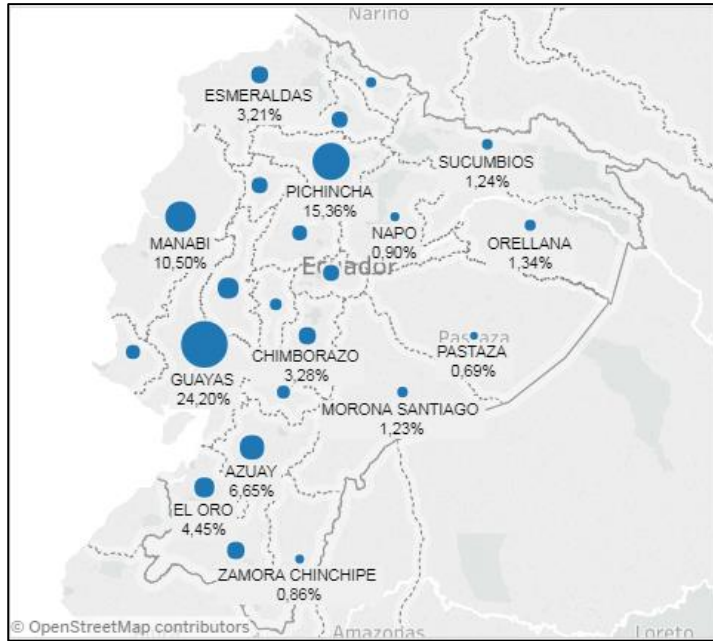 Nariño
ESMERALDAS
3,21%
SUCUMBIOS
1,24%
PICHINCHA
15,36%
NAPO
0,90%
MANABI
10,50%
ORELLANA
1,34%
Ecuador
Pastaza
PASTAZA
0,69%
CHIMBORAZO
3,28%
GUAYAS
24,20%
MORONA SANTIAGO
1,23%
AZUAY
6,65%
EL ORO
4,45%
ZAMORA CHINCHIPE
0,86%
© OpenStreetMap contributors
Amazonas
Loreto